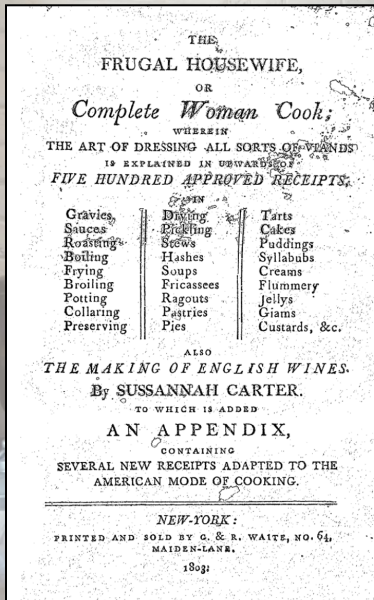 THE
FRUGAL HOUSEWIFE,
OR
Complete Woman Cook;
WHEREIN
THE ART OF DRESSING ALL SORTS OF VIANDS
IS EXPLAINED IN UPWARDS OF
FIVE HUNDRED APPROVED RECEIPTS,
IN
Gravies,
Sauces
Roasting
Boiling
Frying
Broiling
Potting
Collaring
Preserving
Drying
Pickling
Stews
Hashes
Soups
Fricassees
Ragouts
Pastries
Pies
Tarts
Cakes
Puddings
Syllabubs
Creams
Flummery
Jellys
Giams
Custards, &c.
ALSO
THE MAKING OF ENGLISH WINES.
By SUSSANNAH CARTER.
TO WHICH IS ADDED
AN APPENDIX,
CONTAINING
SEVERAL NEW RECEIPTS ADAPTED TO THE
AMERICAN MODE OF COOKING.
NEW-YORK:
PRINTED AND SOLD BY G. & R. WAITE, NO. 64,
MAIDEN-LANE.
1803.